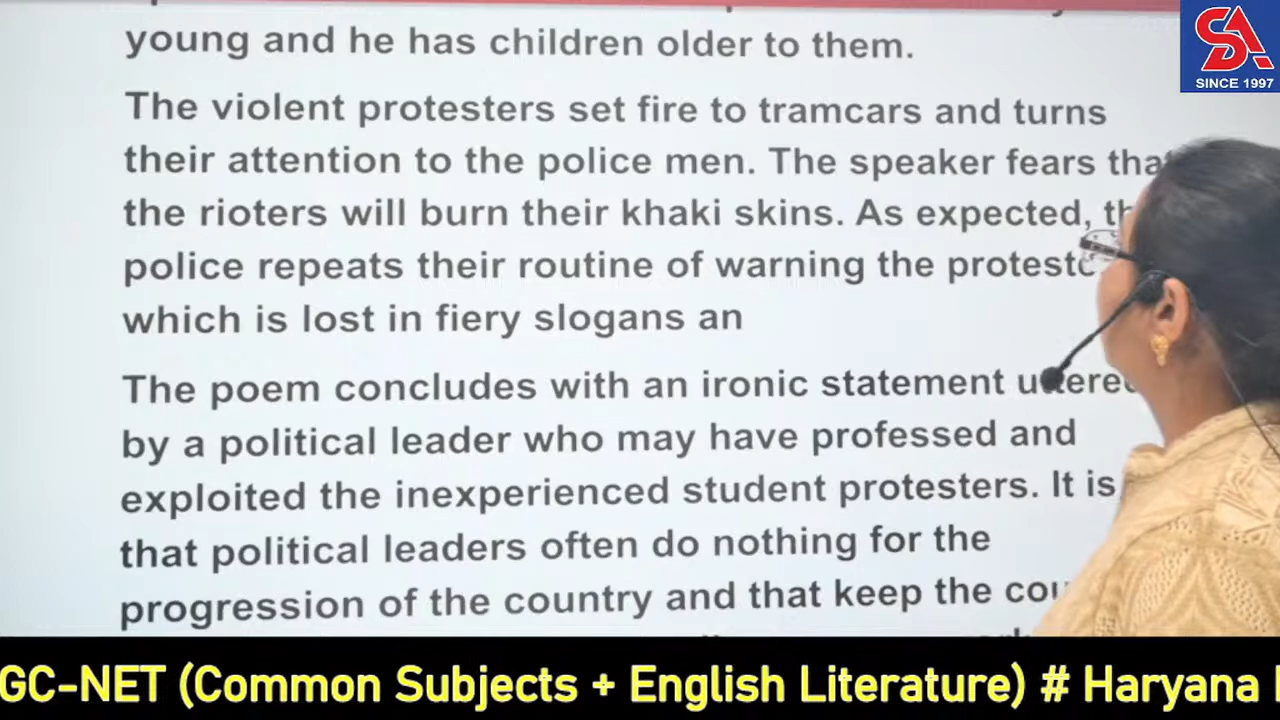 young and he has children older to them.
SINCE 1997
The violent protesters set fire to tramcars and turns
their attention to the police men. The speaker fears
the rioters will burn their khaki skins. As expected,
police repeats their routine of warning the
which is lost in fiery slogans an
The poem concludes with an ironic statement
by a political leader who may have professed and
exploited the inexperienced student protesters. It is
that political leaders often do nothing for the
progression of the country and that keep the
GC-NET (Common Subjects + English Literature) # Haryana